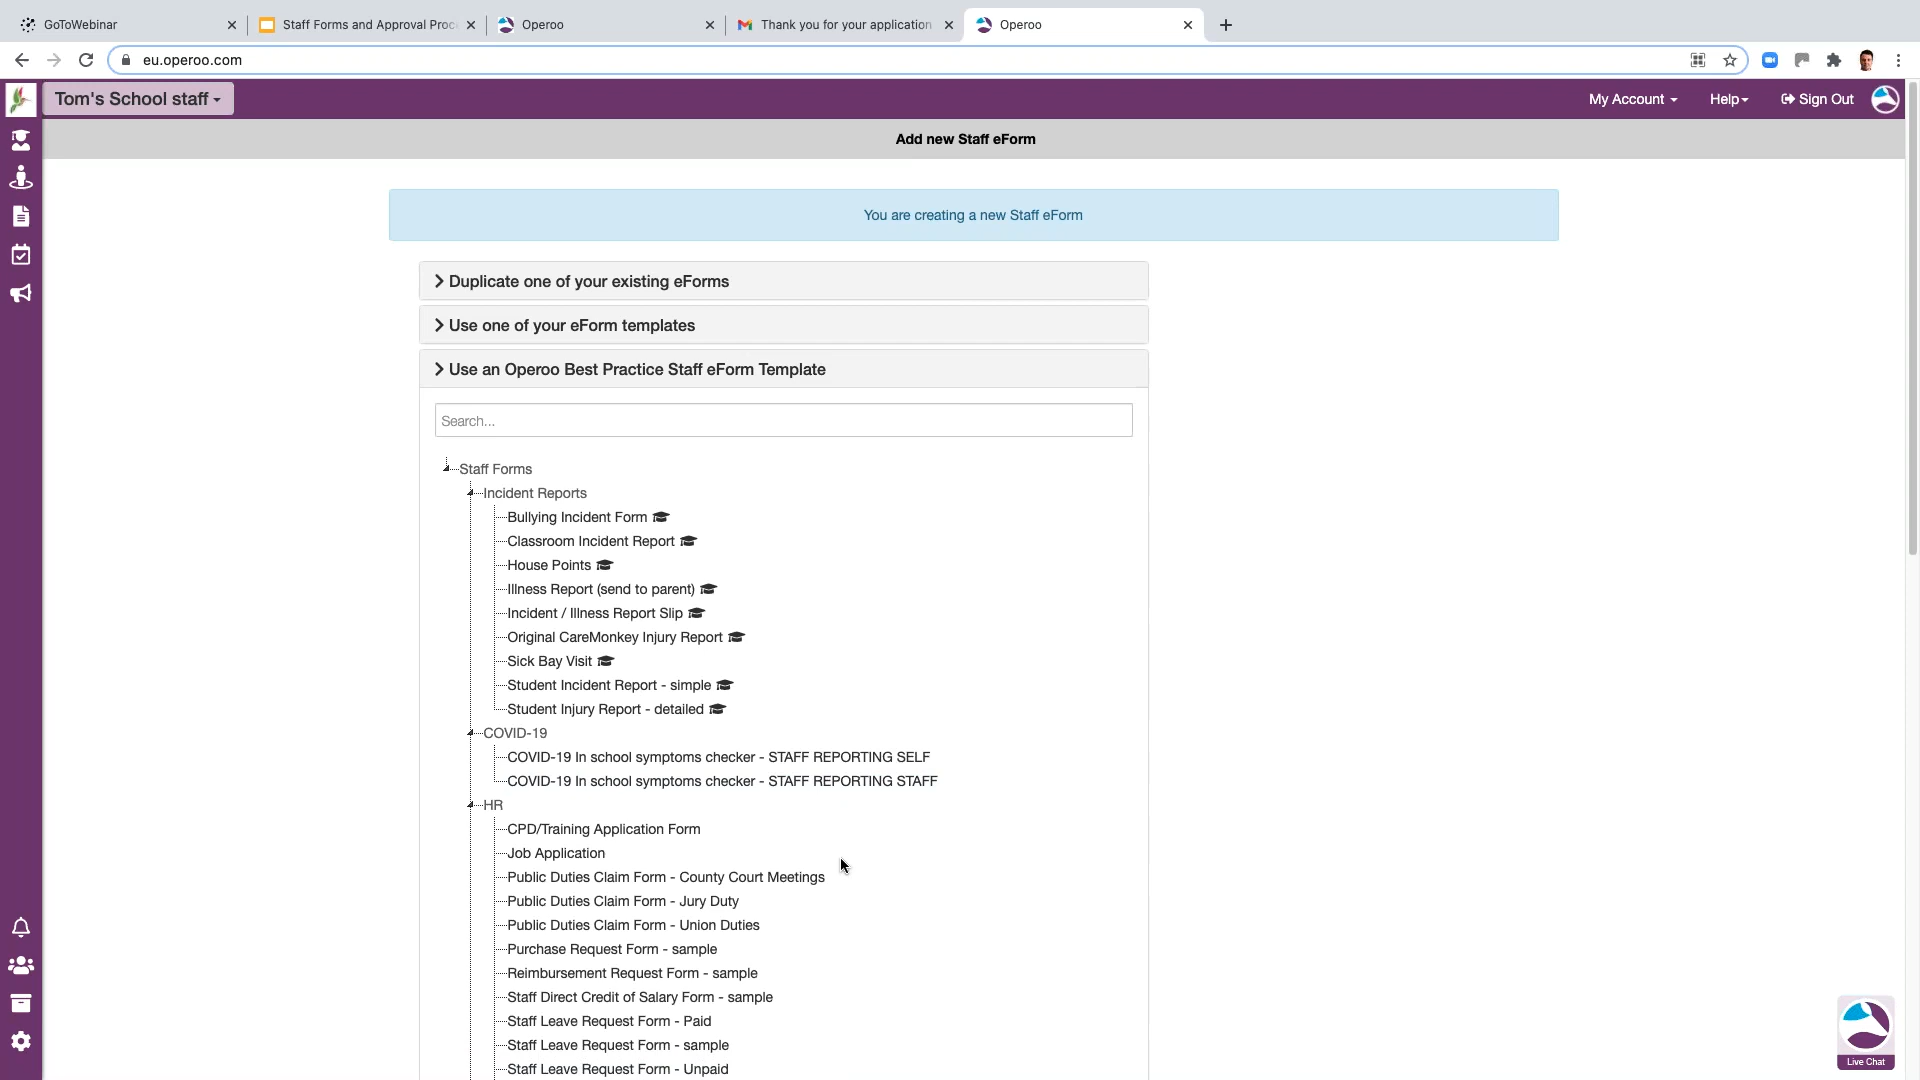 GoToWebinar
Staff Forms and Approval Proc
Operoo
Thank you for your application
Operoo
eu.operoo.com
Tom's School staff
My Account
Help
Sign Out
Add new Staff eForm
You are creating a new Staff eForm
Duplicate one of your existing eForms
Use one of your eForm templates
Use an Operoo Best Practice Staff eForm Template
Search...
Staff Forms
Incident Reports
Bullying Incident Form
Classroom Incident Report
House Points
Illness Report (send to parent)
Incident / Illness Report Slip
Original CareMonkey Injury Report
Sick Bay Visit
Student Incident Report - simple
Student Injury Report - detailed
COVID-19
COVID-19 In school symptoms checker - STAFF REPORTING SELF
COVID-19 In school symptoms checker - STAFF REPORTING STAFF
HR
CPD/Training Application Form
Job Application
Public Duties Claim Form - County Court Meetings
Public Duties Claim Form - Jury Duty
Public Duties Claim Form - Union Duties
Purchase Request Form - sample
Reimbursement Request Form - sample
Staff Direct Credit of Salary Form - sample
Staff Leave Request Form - Paid
Staff Leave Request Form - sample
Staff Leave Request Form - Unpaid
Live Chat